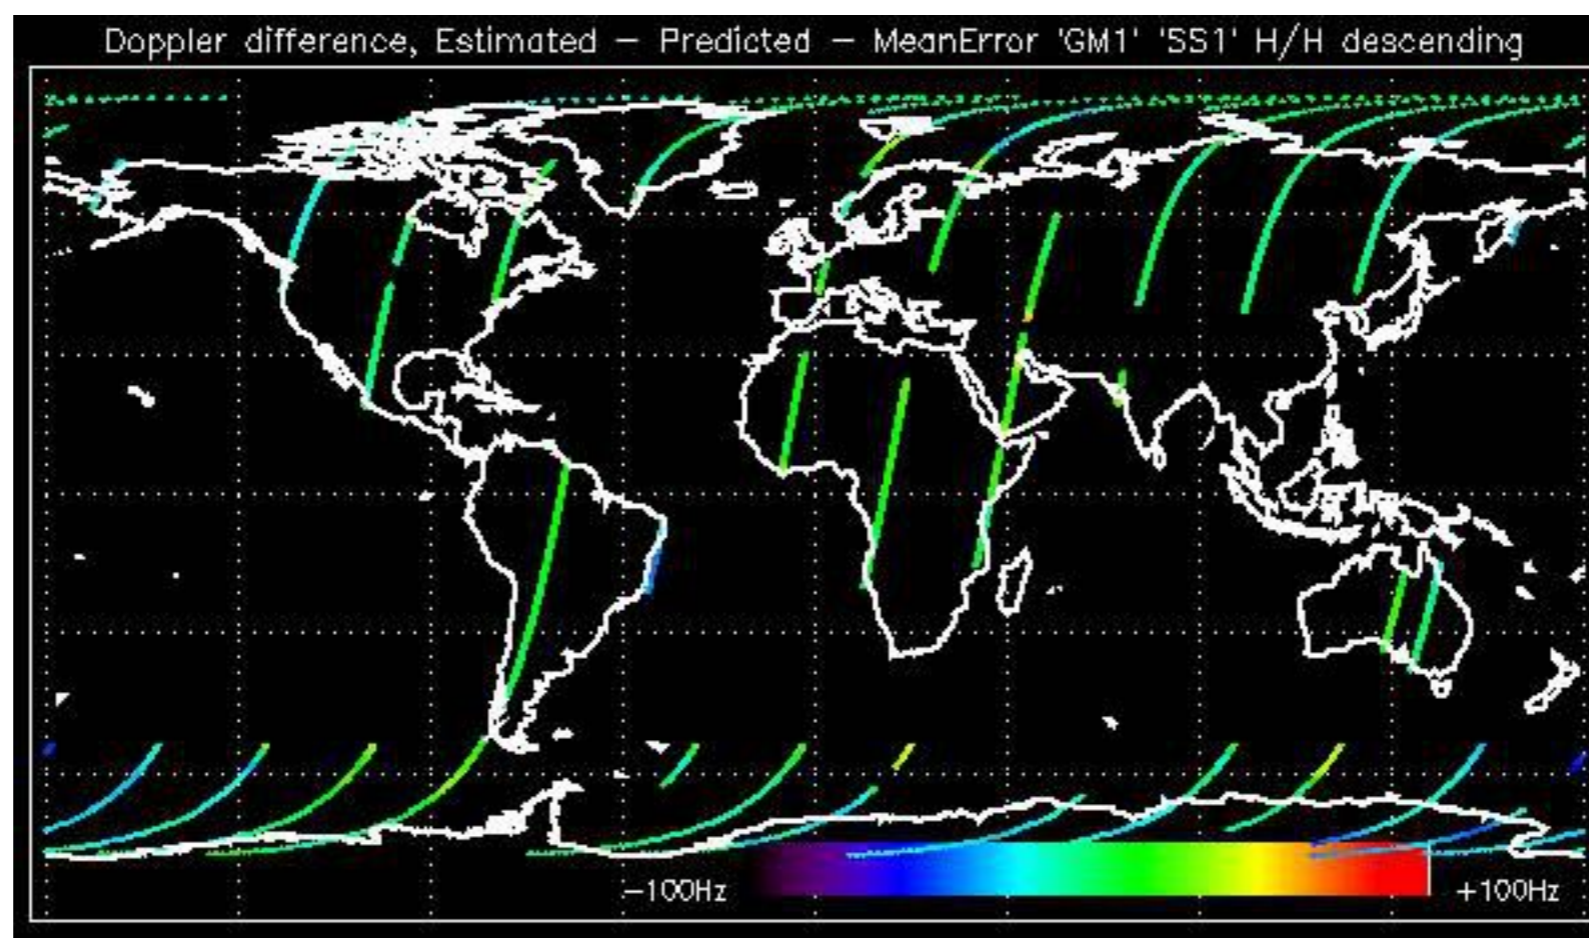 Doppler difference, Estimated – Predicted – MeanError 'GM1' 'SS1' H/H descending
–100Hz +100Hz